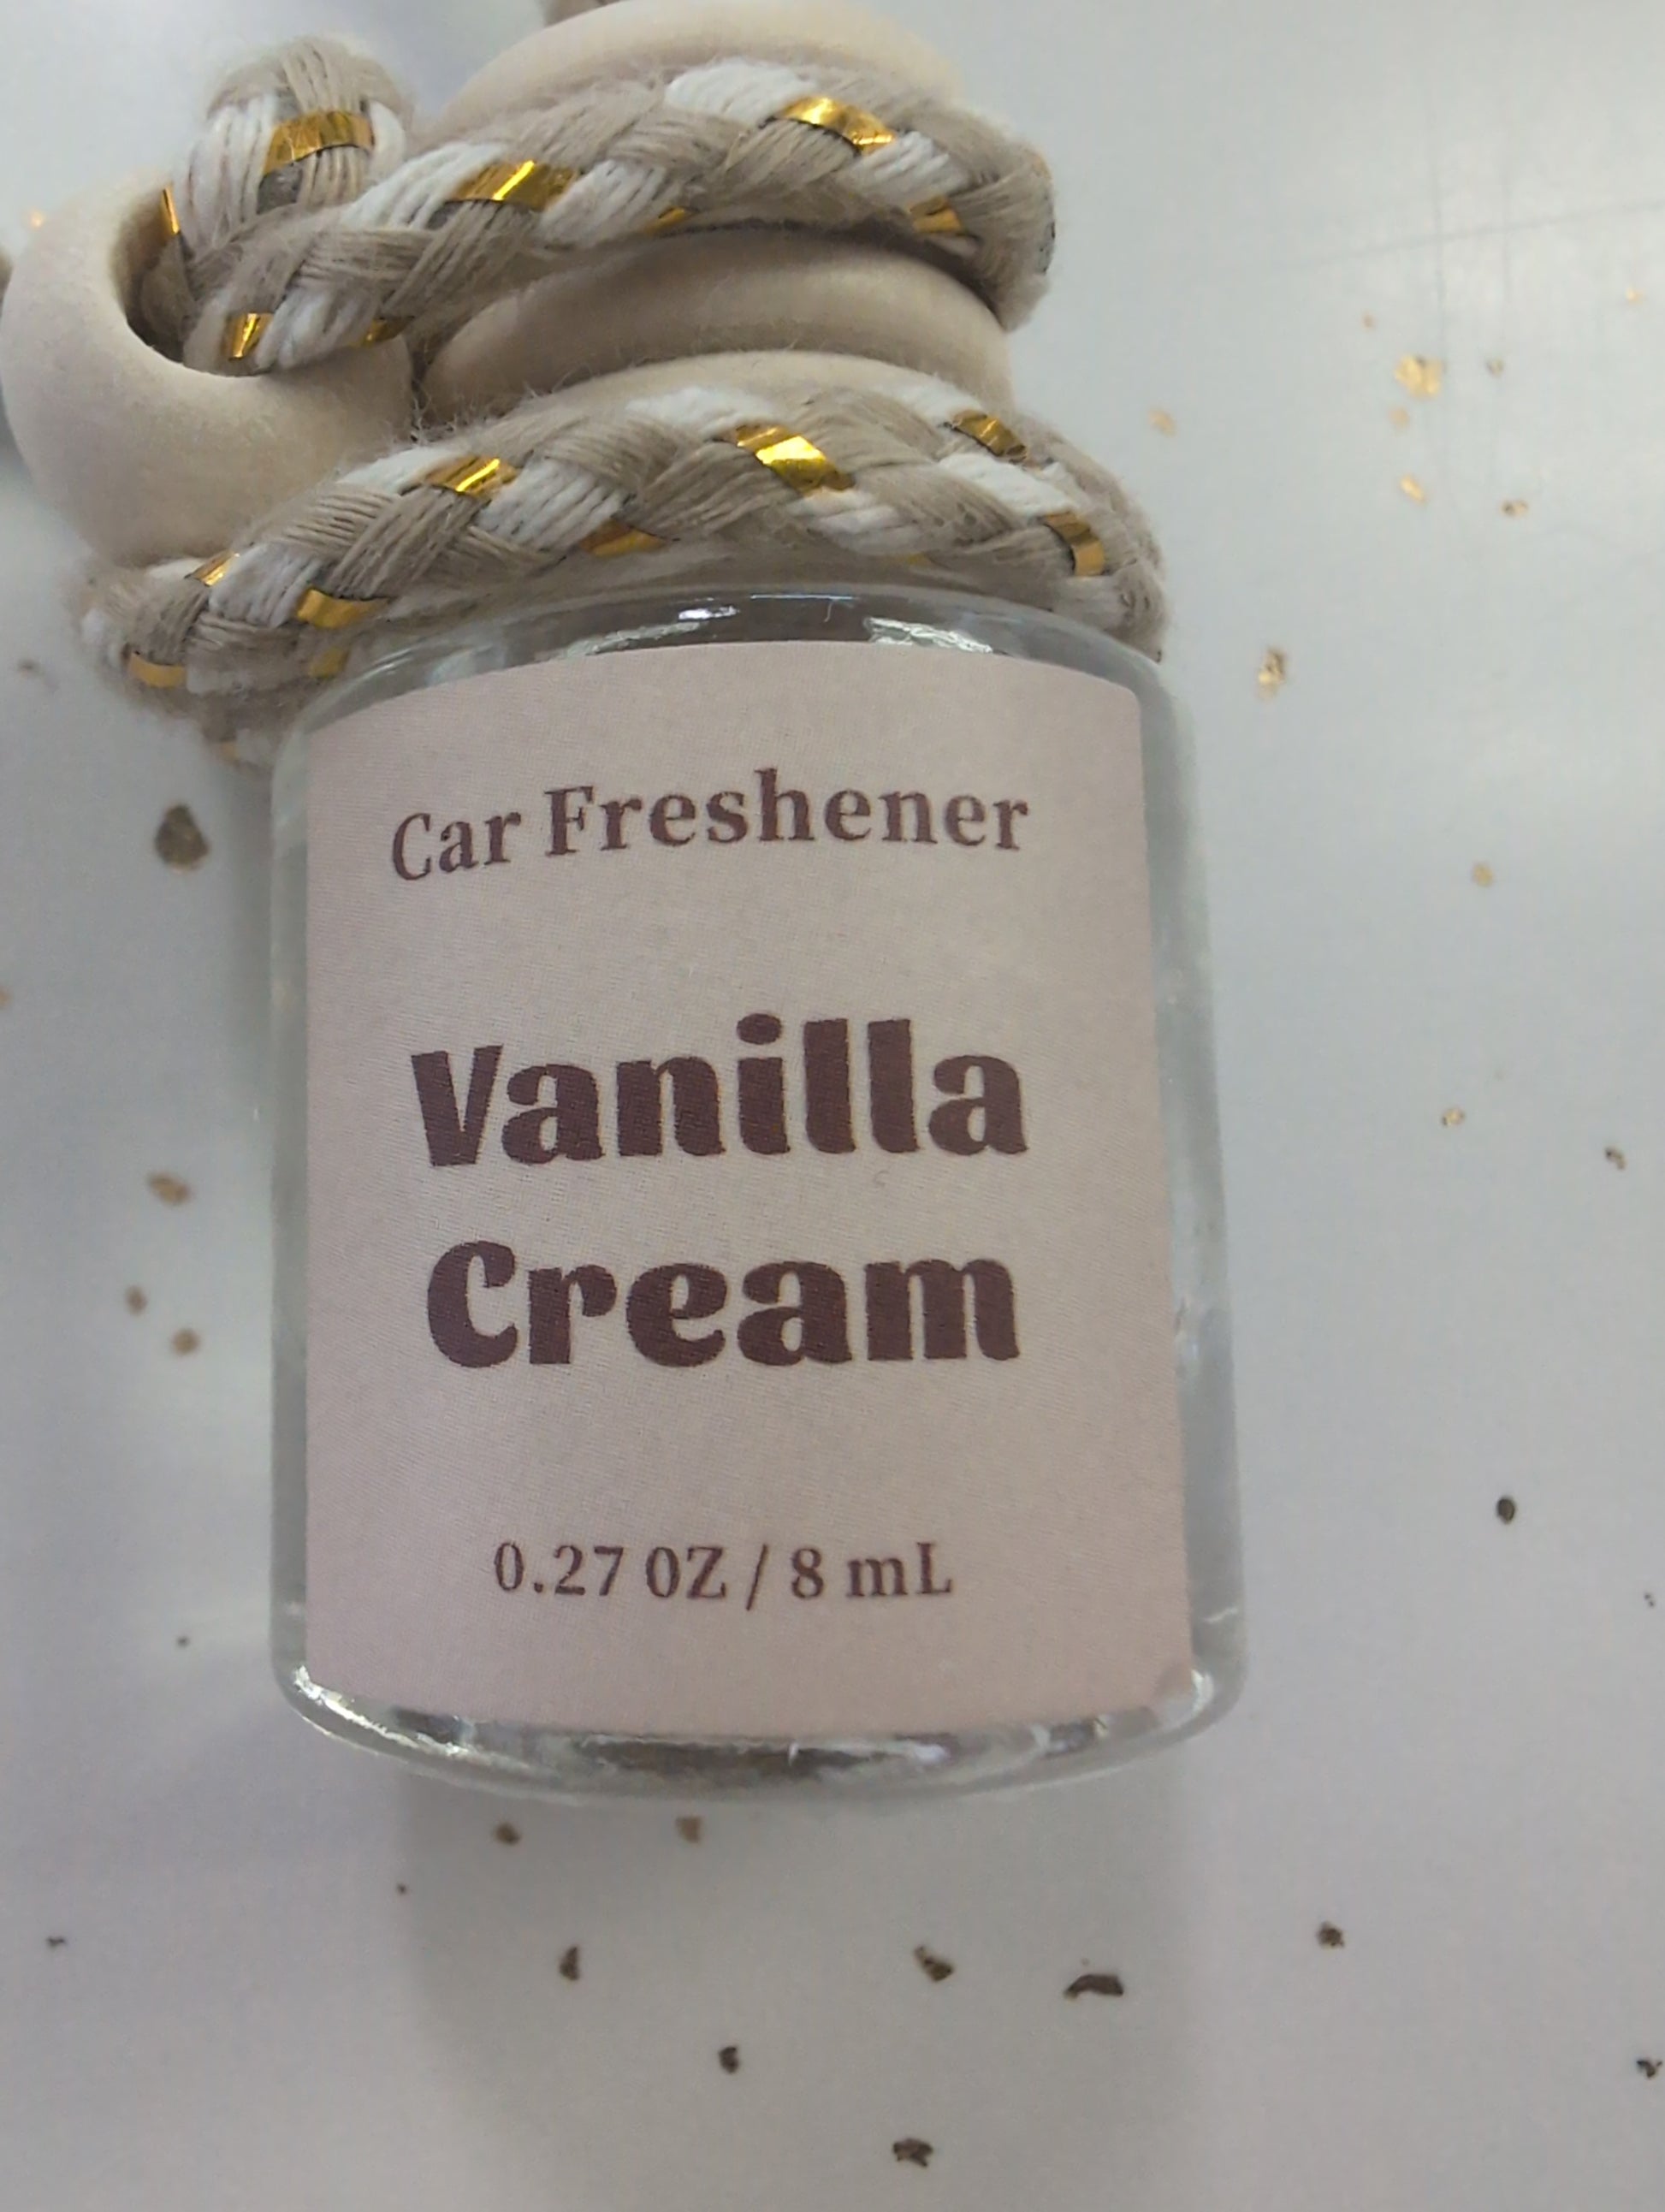 Car Freshener
Vanilla
Cream
0.27 OZ / 8 mL